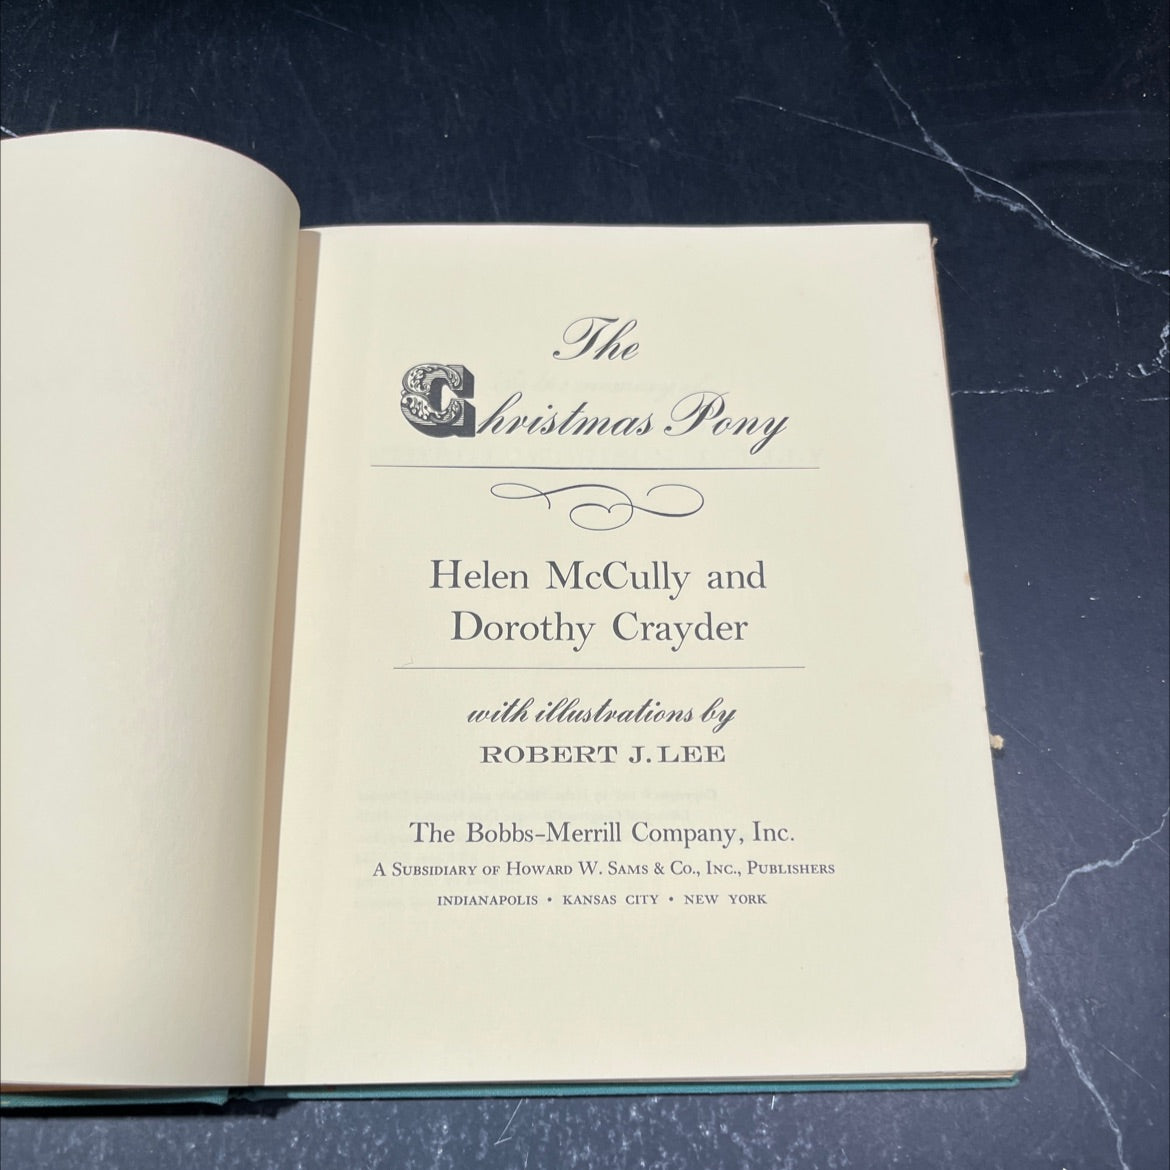 The
Christmas Pony
Helen McCully and
Dorothy Crayder
with illustrations by
ROBERT J. LEE
The Bobbs-Merrill Company, Inc.
A Subsidiary of Howard W. Sams & Co., Inc., Publishers
INDIANAPOLIS • KANSAS CITY • NEW YORK